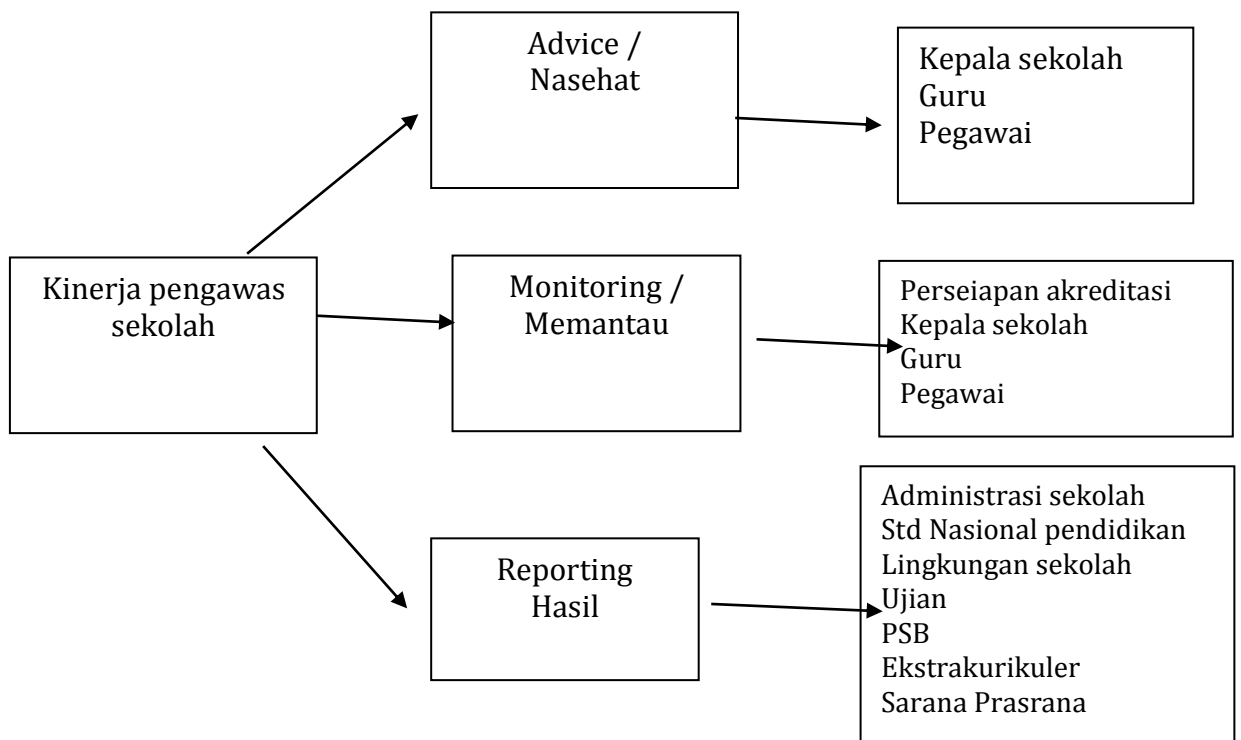 Advice /
Nasehat
Kepala sekolah
Guru
Pegawai
Kinerja pengawas
sekolah
Monitoring /
Memantau
Perseiapan akreditasi
Kepala sekolah
Guru
Pegawai
Reporting
Hasil
Administrasi sekolah
Std Nasional pendidikan
Lingkungan sekolah
Ujian
PSB
Ekstrakurikuler
Sarana Prasrana